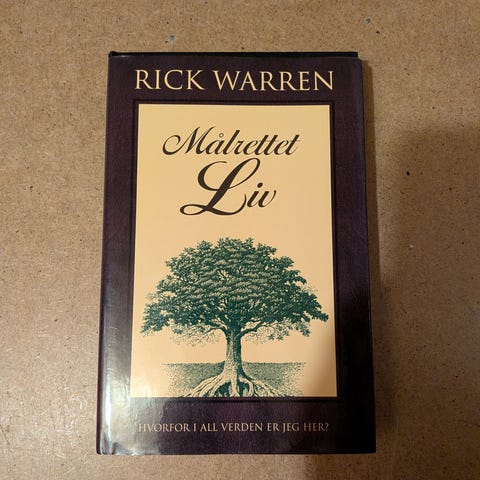 RICK WARREN
Målrettet
Liv
HVORFOR I ALL VERDEN ER JEG HER?